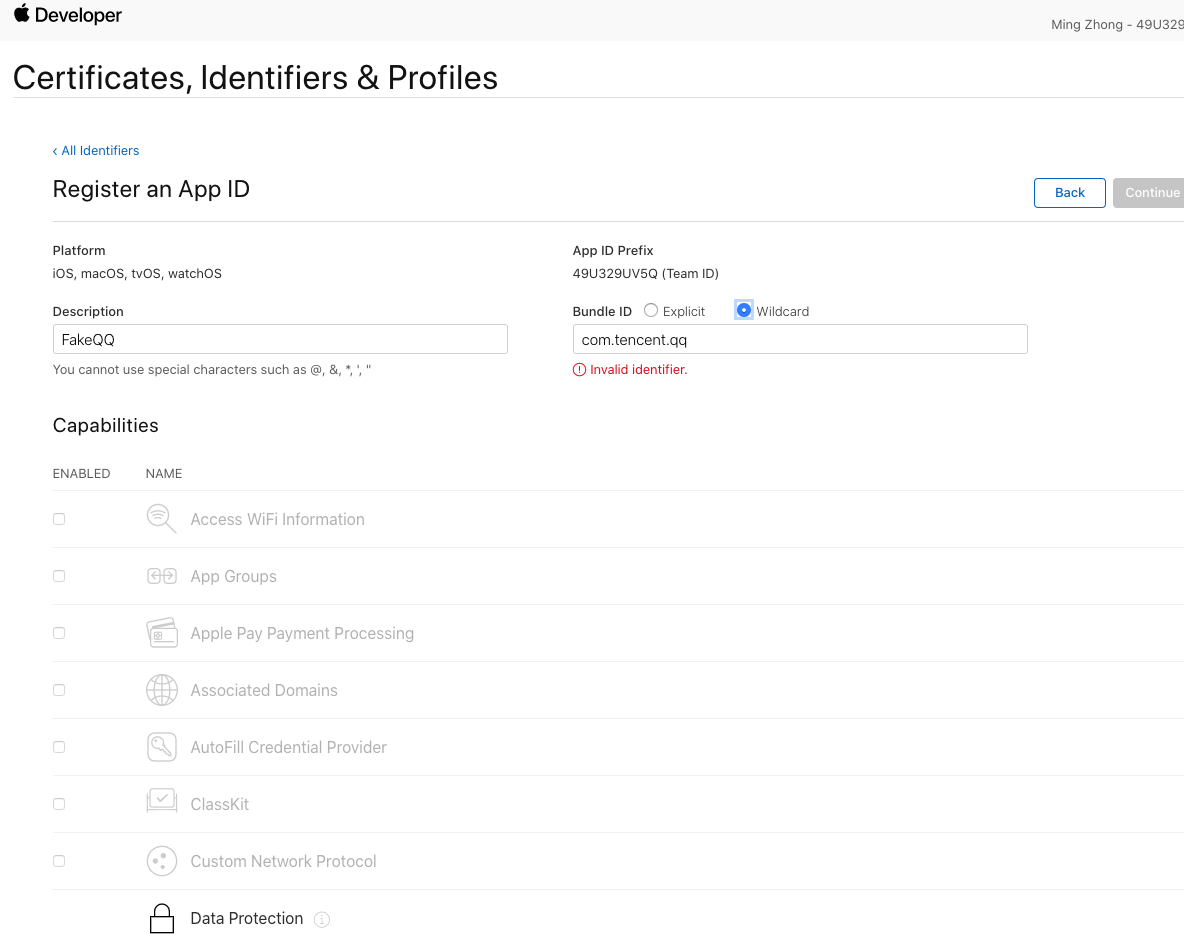 Developer
Ming Zhong - 49U329
Certificates, Identifiers & Profiles
‹ All Identifiers
Register an App ID
Back
Continue
Platform
App ID Prefix
iOS, macOS, tvOS, watchOS
49U329UV5Q (Team ID)
Description
Bundle ID Explicit Wildcard
FakeQQ
com.tencent.qq
You cannot use special characters such as @, &, *, ', "
Invalid identifier.
Capabilities
ENABLED
NAME
Access WiFi Information
App Groups
Apple Pay Payment Processing
Associated Domains
AutoFill Credential Provider
ClassKit
Custom Network Protocol
Data Protection